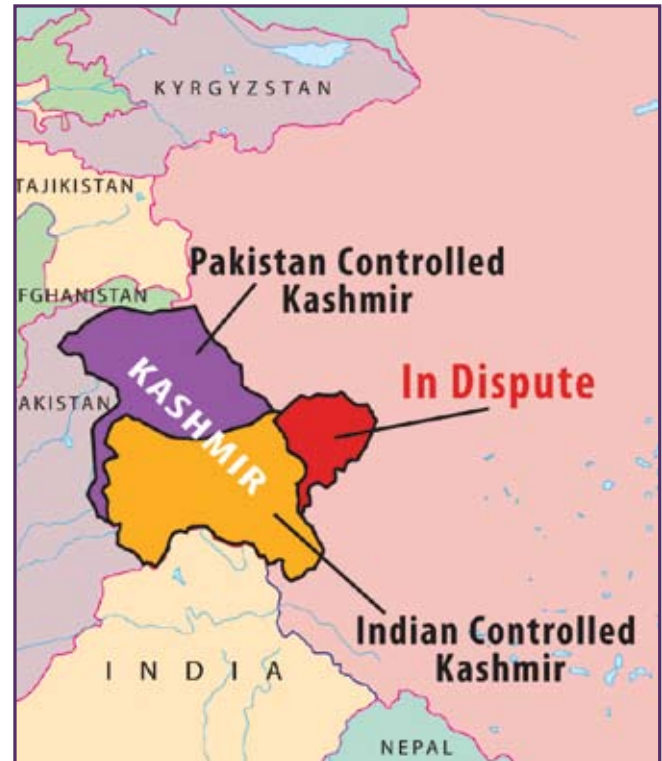 KYRGYZSTAN
TAJIKISTAN
Pakistan Controlled
Kashmir
FGHANISTAN
KASHMIR
In Dispute
AKISTAN
Indian Controlled
Kashmir
INDIA
NEPAL